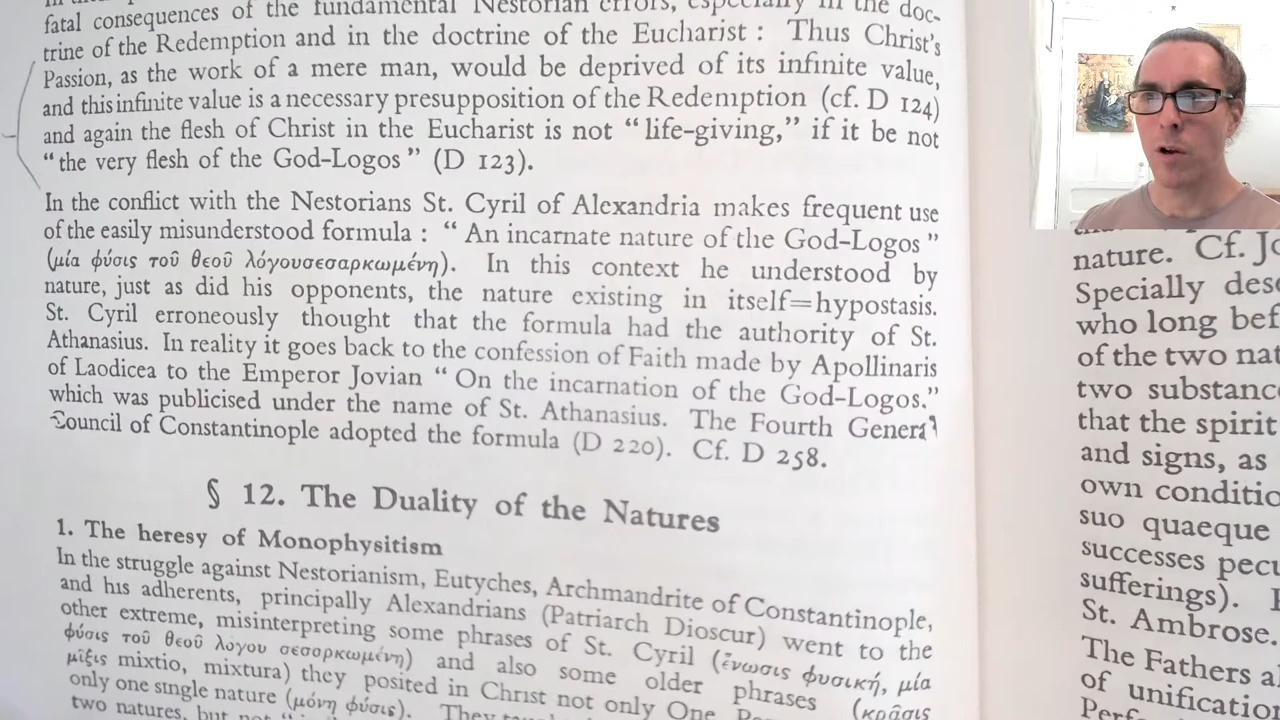 fatal consequences of the fundamental Nestorian errors, especially in the doc-
trine of the Redemption and in the doctrine of the Eucharist : Thus Christ's
Passion, as the work of a mere man, would be deprived of its infinite value,
and this infinite value is a necessary presupposition of the Redemption (cf. D 124)
and again the flesh of Christ in the Eucharist is not “ life-giving,” if it be not
“ the very flesh of the God-Logos ” (D 123).
In the conflict with the Nestorians St. Cyril of Alexandria makes frequent use
of the easily misunderstood formula : “ An incarnate nature of the God-Logos ”
(μία φύσις τοῦ θεοῦ λόγουσεσαρκωμένη). In this context he understood by
nature, just as did his opponents, the nature existing in itself=hypostasis.
St. Cyril erroneously thought that the formula had the authority of St.
Athanasius. In reality it goes back to the confession of Faith made by Apollinaris
of Laodicea to the Emperor Jovian “ On the incarnation of the God-Logos.”
which was publicised under the name of St. Athanasius. The Fourth General
Council of Constantinople adopted the formula (D 220). Cf. D 258.
§ 12. The Duality of the Natures
1. The heresy of Monophysitism
In the struggle against Nestorianism, Eutyches, Archmandrite of Constantinople,
and his adherents, principally Alexandrians (Patriarch Dioscur) went to the
other extreme, misinterpreting some phrases of St. Cyril (ἕνωσις φυσική, μία
φύσις τοῦ θεοῦ λόγου σεσαρκωμένη) and also some older phrases (κρᾶσις
μῖξις mixtio, mixtura) they posited in Christ not only One
only one single nature (μόνη φύσις). They
two natures, but not
nature. Cf.
Specially
who long
of the two
two
that the spirit
and signs, as
own
suo quaeque
successes
sufferings).
St. Ambrose.
The Fathers
of